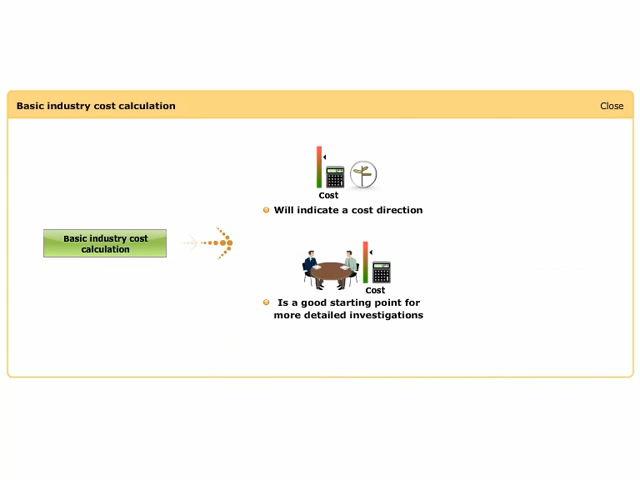 Basic industry cost calculation
Close
Cost
Will indicate a cost direction
Basic industry cost
calculation
Cost
Is a good starting point for
more detailed investigations